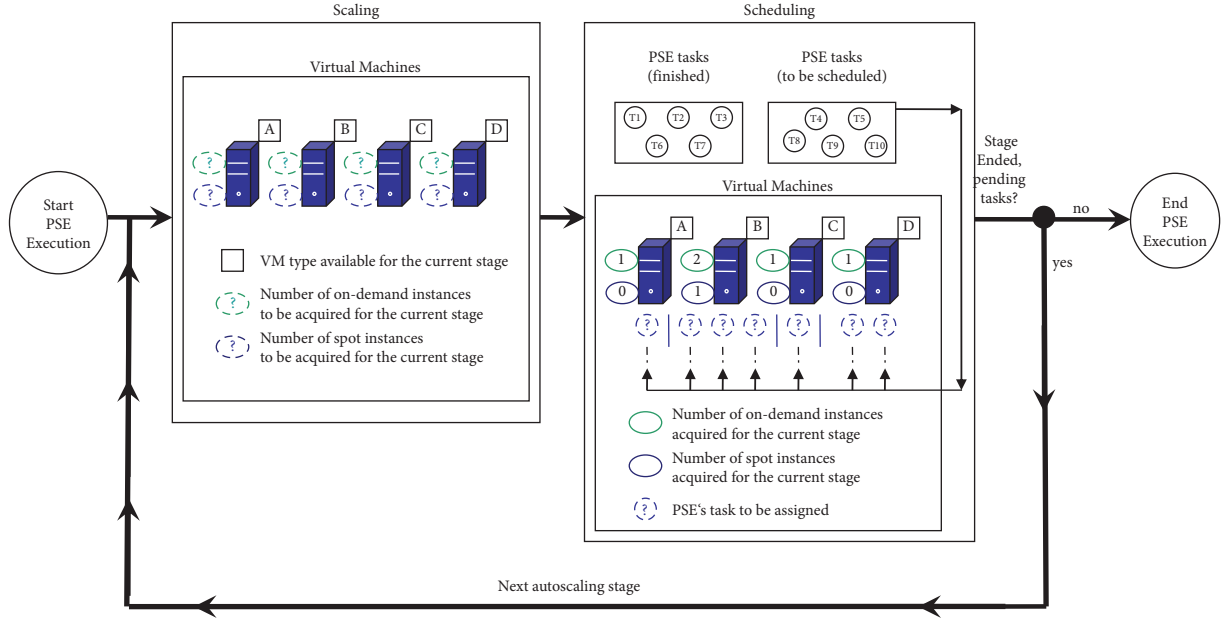 Scaling
Virtual Machines
A
B
C
D
? ? ? ?
? ? ? ?
VM type available for the current stage
? Number of on-demand instances
to be acquired for the current stage
? Number of spot instances
to be acquired for the current stage
Start
PSE
Execution
Scheduling
PSE tasks
(finished)
T1 T2 T3
T6 T7
PSE tasks
(to be scheduled)
T4 T5
T8 T9 T10
Virtual Machines
A
B
C
D
1 2 1 1
0 1 0 0
? ? ? ? ? ? ?
Number of on-demand instances
acquired for the current stage
Number of spot instances
acquired for the current stage
? PSE‘s task to be assigned
Stage
Ended,
pending
tasks?
no
yes
End
PSE
Execution
Next autoscaling stage